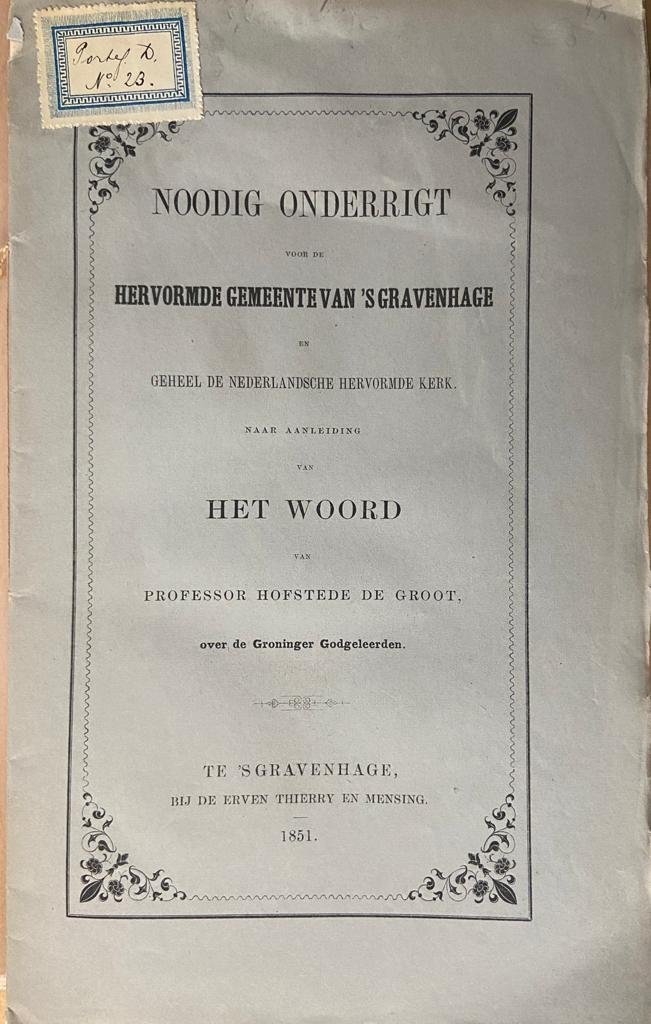 Portef. D.
No. 23.
NOODIG ONDERRIGT
VOOR DE
HERVORMDE GEMEENTE VAN 'S GRAVENHAGE
EN
GEHEEL DE NEDERLANDSCHE HERVORMDE KERK.
NAAR AANLEIDING
VAN
HET WOORD
VAN
PROFESSOR HOFSTEDE DE GROOT,
over de Groninger Godgeleerden.
TE 'S GRAVENHAGE,
BIJ DE ERVEN THIERRY EN MENSING.
1851.